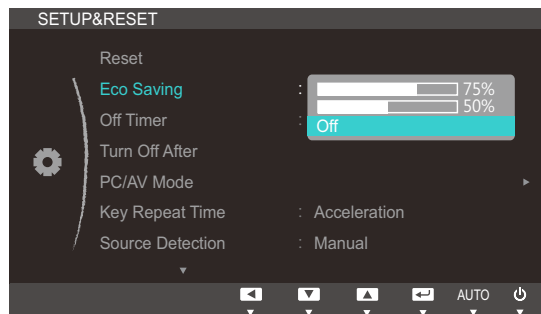 SETUP&RESET
Reset
Eco Saving : 75%
50%
Off Timer : Off
Turn Off After
PC/AV Mode
Key Repeat Time : Acceleration
Source Detection : Manual
AUTO